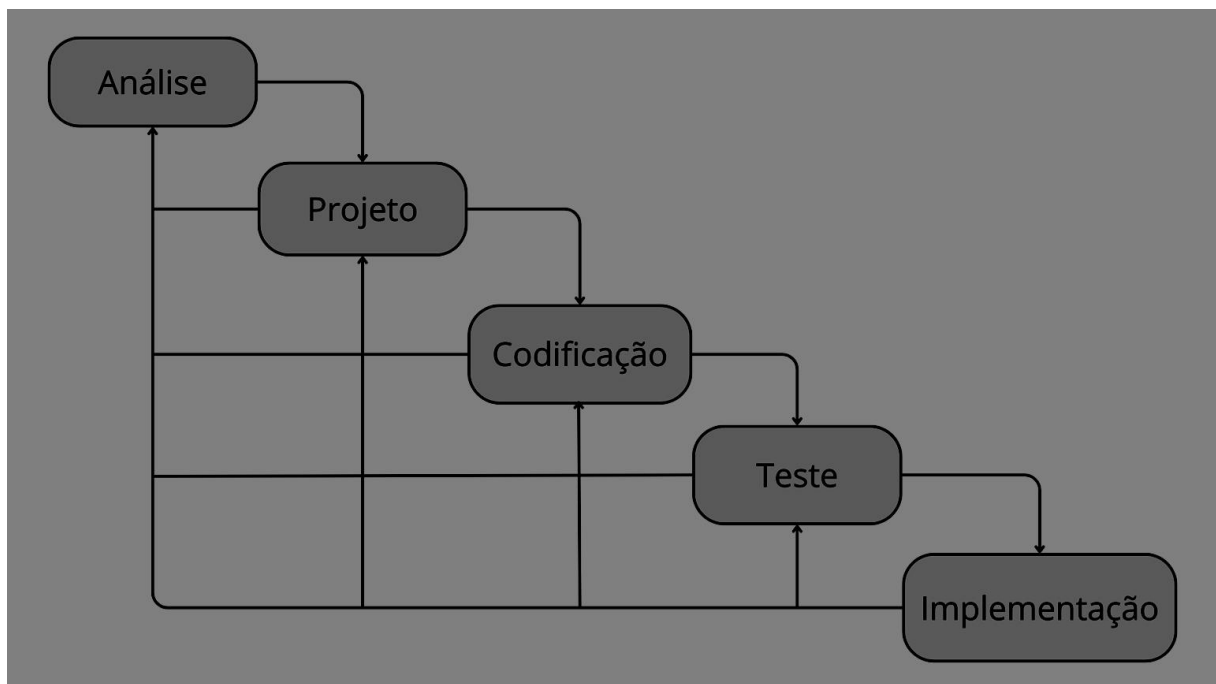 Análise
Projeto
Codificação
Teste
Implementação